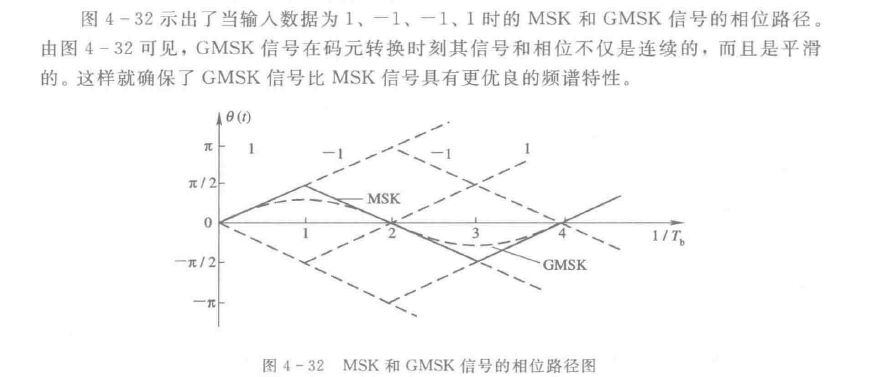 图 4-32 示出了当输入数据为 1、-1、-1、1 时的 MSK 和 GMSK 信号的相位路径。
由图 4-32 可见，GMSK 信号在码元转换时刻其信号和相位不仅是连续的，而且是平滑
的。这样就确保了 GMSK 信号比 MSK 信号具有更优良的频谱特性。
θ(t)
π
1
-1
-1
1
π/2
MSK
0
1
2
3
4
1/T_b
-π/2
GMSK
-π
图 4-32 MSK 和 GMSK 信号的相位路径图